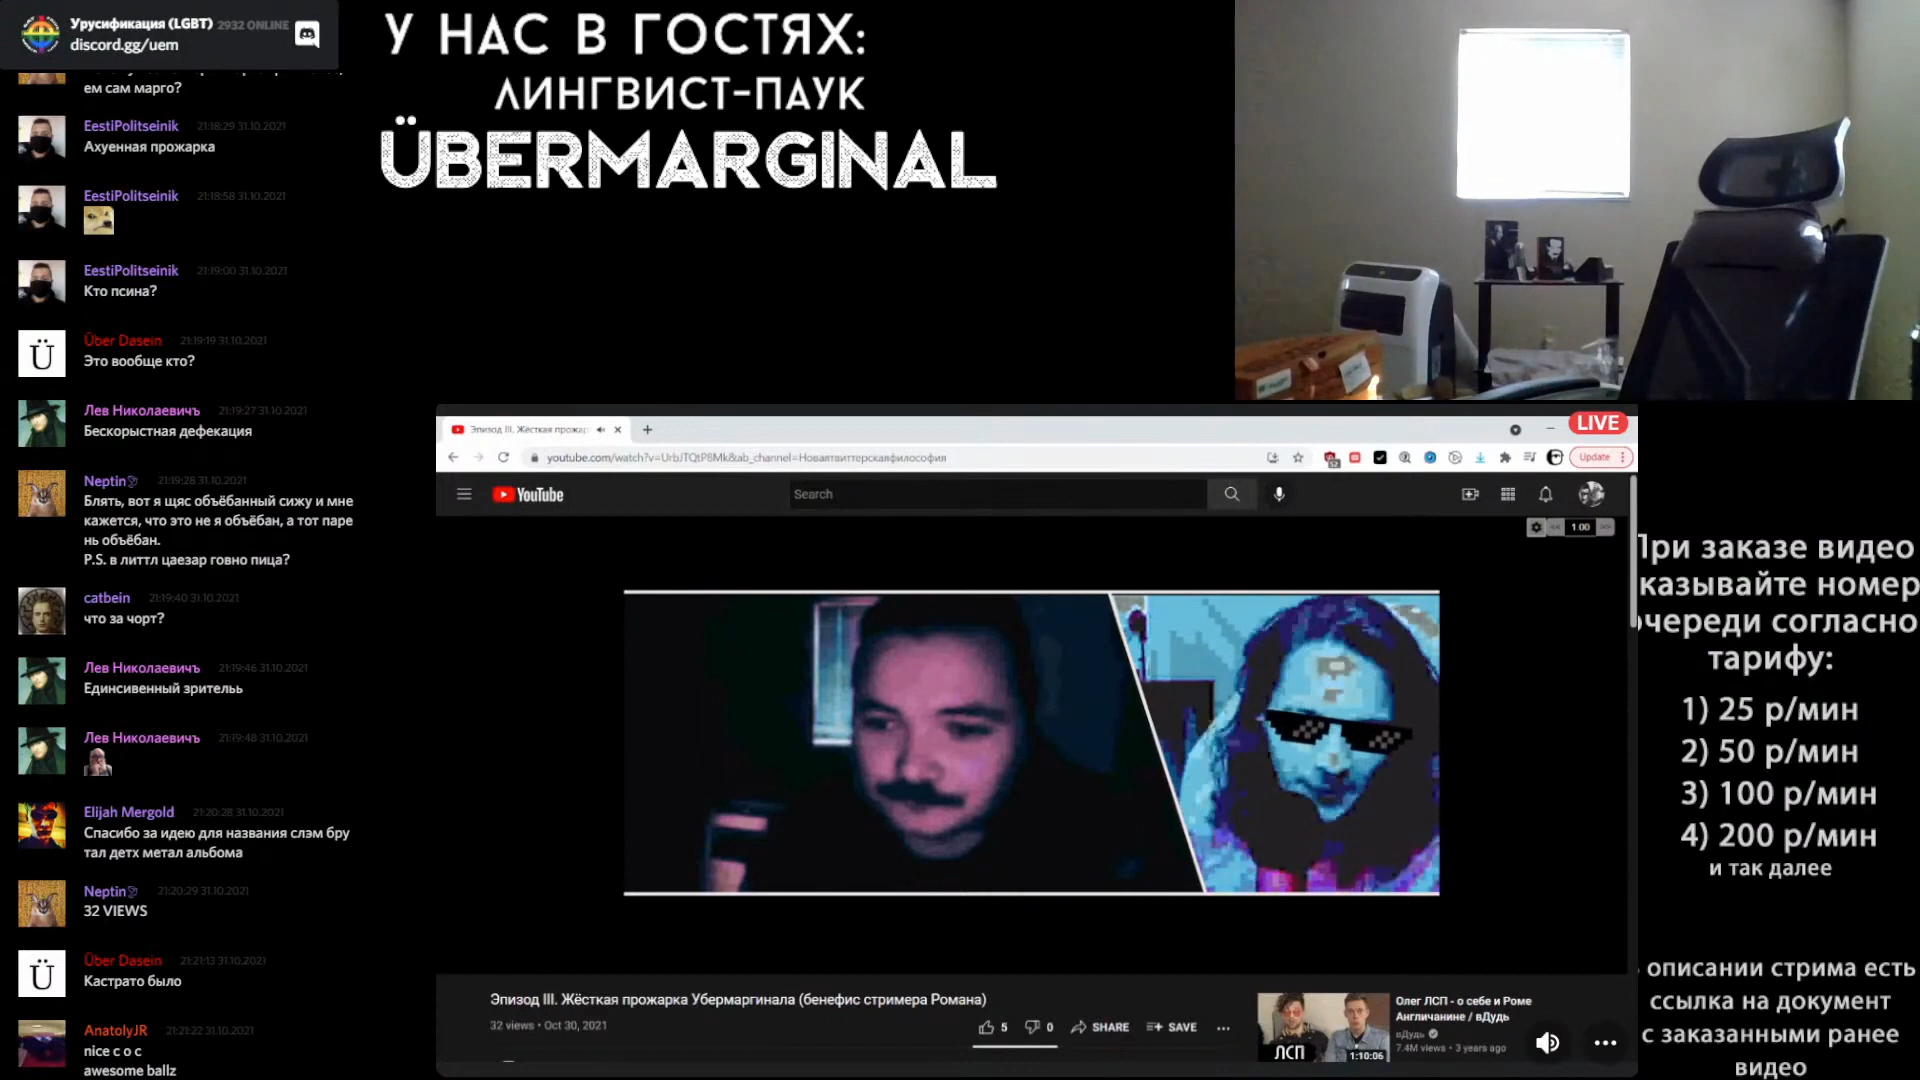 Урусификация (LGBT) 2932 ONLINE
discord.gg/uem
ем сам марго?
EestiPolitseinik 21:18:29 31.10.2021
Ахуенная прожарка
EestiPolitseinik 21:18:58 31.10.2021
EestiPolitseinik 21:19:00 31.10.2021
Кто псина?
Über Dasein 21:19:19 31.10.2021
Это вообще кто?
Лев Николаевичъ 21:19:27 31.10.2021
Бескорыстная дефекация
Neptin 21:19:28 31.10.2021
Блять, вот я щяс объёбанный сижу и мне
кажется, что это не я объёбан, а тот паре
нь объёбан.
P.S. в литтл цаезар говно пица?
catbein 21:19:40 31.10.2021
что за чорт?
Лев Николаевичъ 21:19:46 31.10.2021
Единсивенный зрительь
Лев Николаевичъ 21:19:48 31.10.2021
Elijah Mergold 21:20:28 31.10.2021
Спасибо за идею для названия слэм бру
тал детх метал альбома
Neptin 21:20:29 31.10.2021
32 VIEWS
Über Dasein 21:21:13 31.10.2021
Кастрато было
AnatolyJR 21:21:22 31.10.2021
nice c o c
awesome ballz
У НАС В ГОСТЯХ:
ЛИНГВИСТ-ПАУК
ÜBERMARGINAL
Эпизод III. Жёсткая прожар
LIVE
youtube.com/watch?v=UrbJTQtP8Mk&ab_channel=Новаятвиттерскаяфилософия
Update
YouTube
Search
1.00
Эпизод III. Жёсткая прожарка Убермаргинала (бенефис стримера Романа)
32 views • Oct 30, 2021
5
0
SHARE
SAVE
ЛСП
1:10:06
Олег ЛСП - о себе и Роме
Англичанине / вДудь
вДудь
7.4M views • 3 years ago
При заказе видео
казывайте номер
очереди согласно
тарифу:
1) 25 р/мин
2) 50 р/мин
3) 100 р/мин
4) 200 р/мин
и так далее
описании стрима есть
ссылка на документ
с заказанными ранее
видео